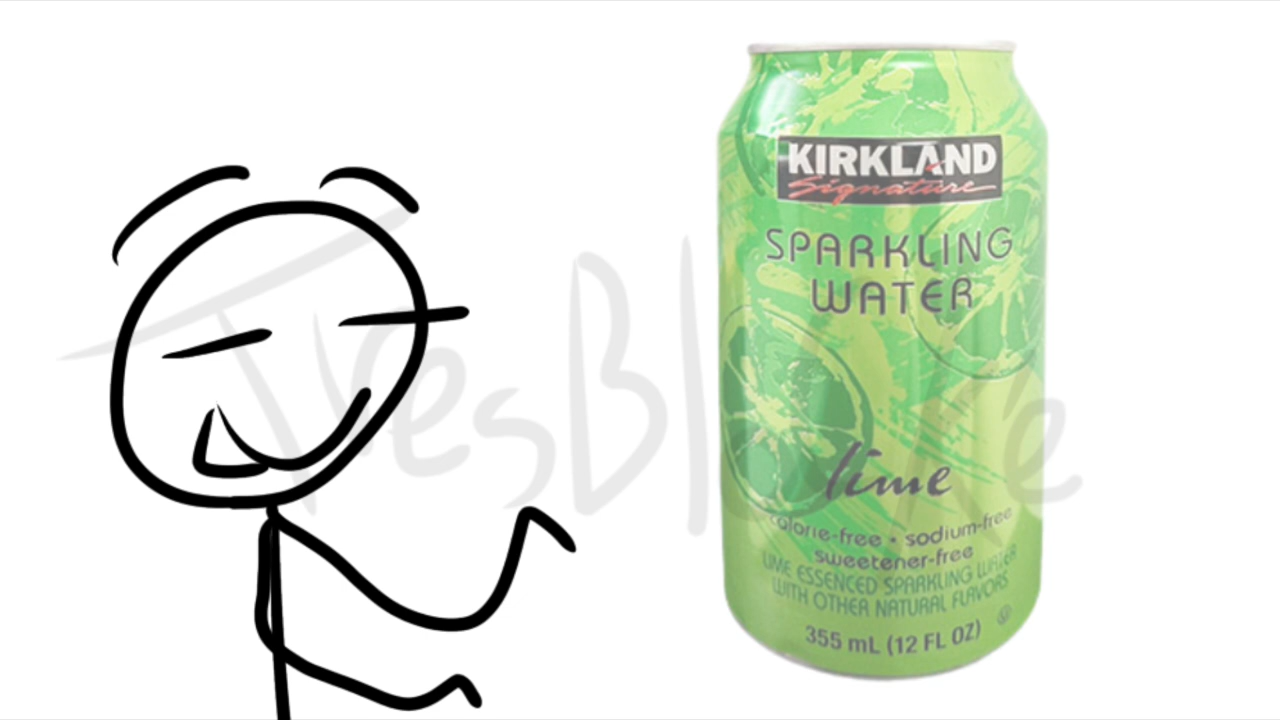 KIRKLAND
Signature
SPARKLING
WATER
lime
calorie-free • sodium-free
sweetener-free
LIME ESSENCED SPARKLING WATER
WITH OTHER NATURAL FLAVORS
355 mL (12 FL OZ)